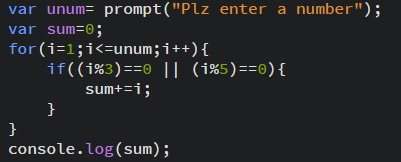 var unum= prompt("Plz enter a number");
var sum=0;
for(i=1;i<=unum;i++){
    if((i%3)==0 || (i%5)==0){
        sum+=i;
    }
}
console.log(sum);